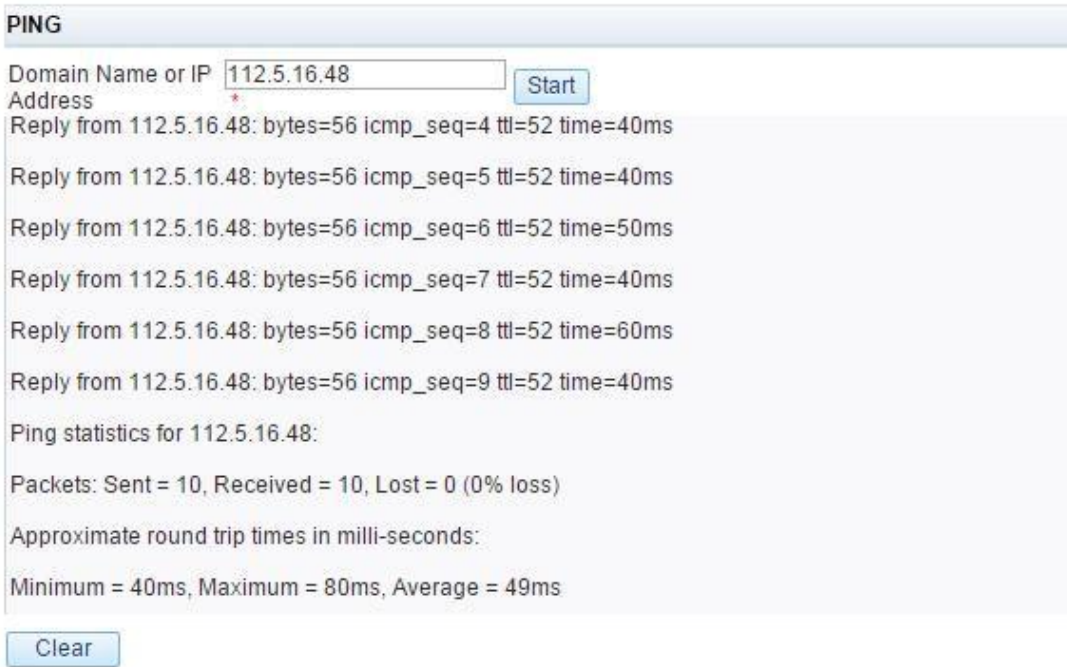 PING
Domain Name or IP Address * 112.5.16.48 Start
Reply from 112.5.16.48: bytes=56 icmp_seq=4 ttl=52 time=40ms
Reply from 112.5.16.48: bytes=56 icmp_seq=5 ttl=52 time=40ms
Reply from 112.5.16.48: bytes=56 icmp_seq=6 ttl=52 time=50ms
Reply from 112.5.16.48: bytes=56 icmp_seq=7 ttl=52 time=40ms
Reply from 112.5.16.48: bytes=56 icmp_seq=8 ttl=52 time=60ms
Reply from 112.5.16.48: bytes=56 icmp_seq=9 ttl=52 time=40ms
Ping statistics for 112.5.16.48:
Packets: Sent = 10, Received = 10, Lost = 0 (0% loss)
Approximate round trip times in milli-seconds:
Minimum = 40ms, Maximum = 80ms, Average = 49ms
Clear